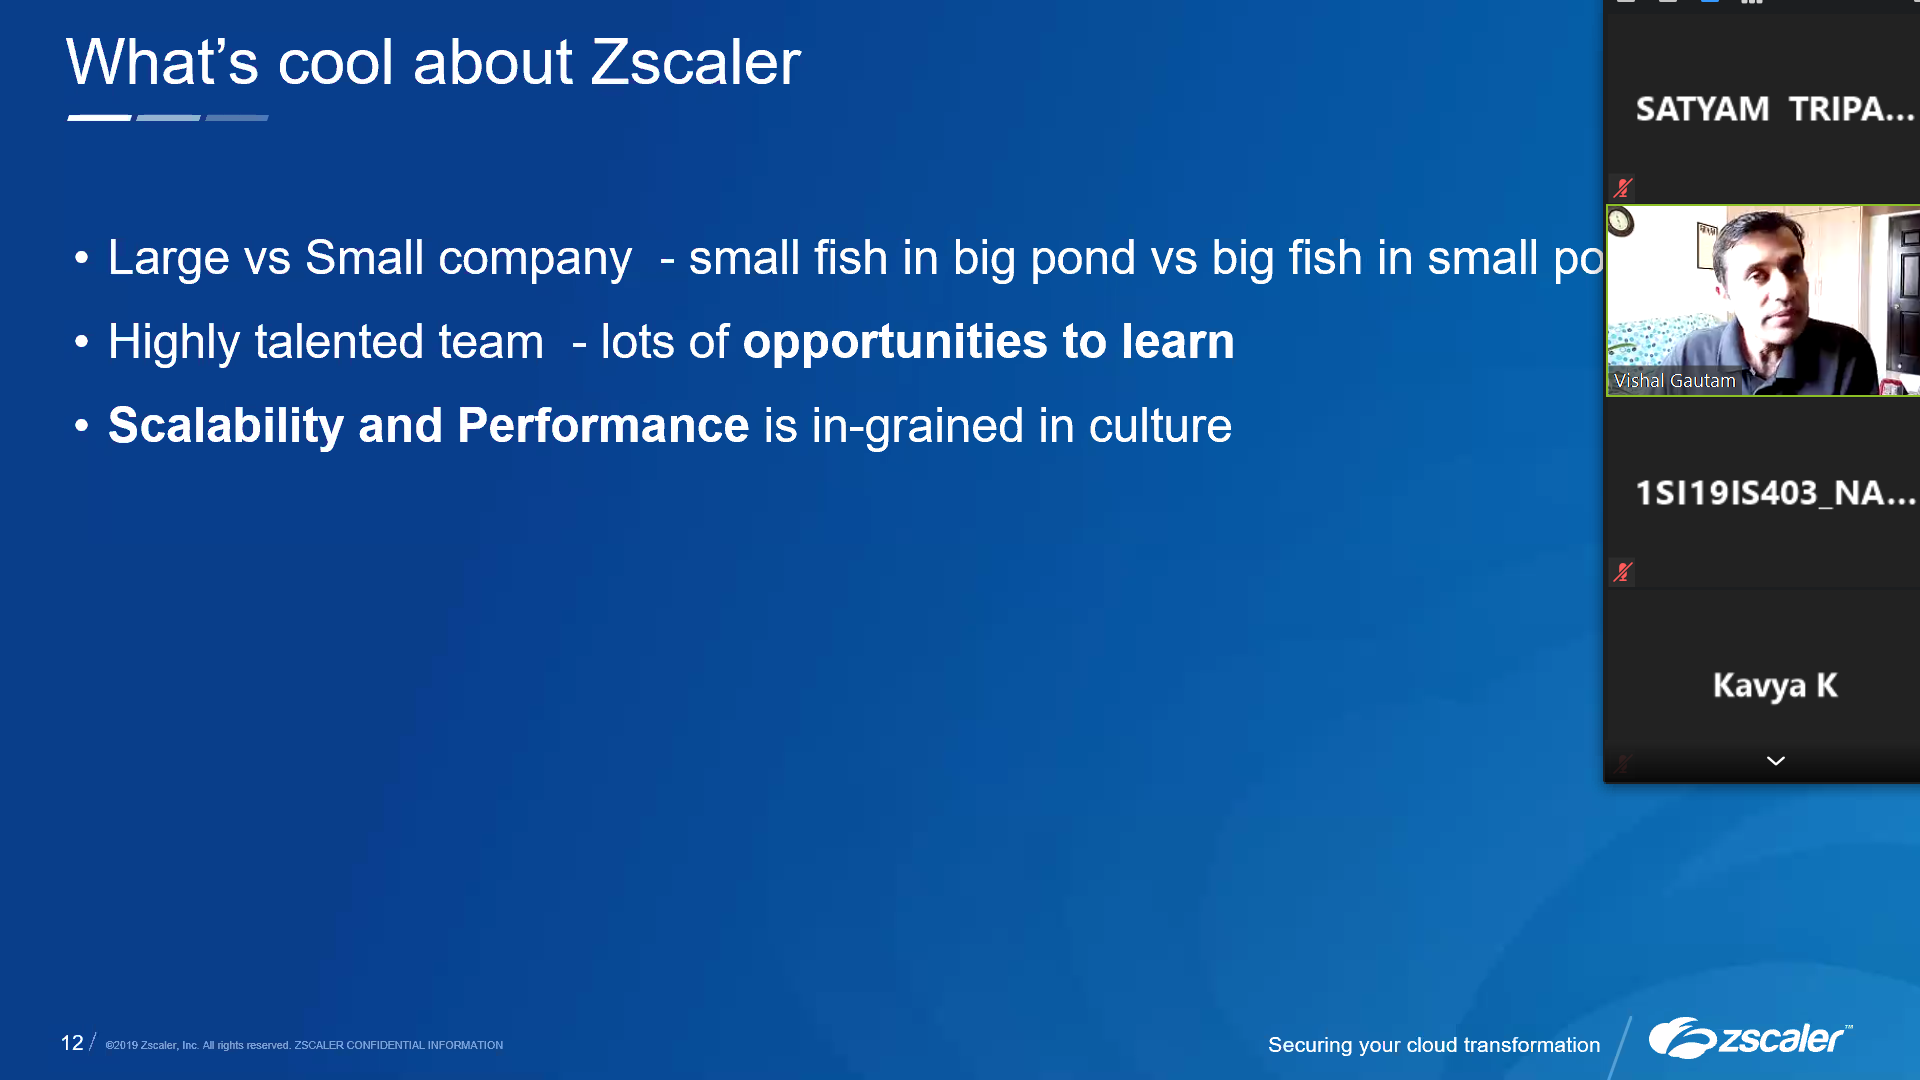 What's cool about Zscaler
• Large vs Small company - small fish in big pond vs big fish in small po
• Highly talented team - lots of opportunities to learn
• Scalability and Performance is in-grained in culture
SATYAM TRIPA...
Vishal Gautam
1SI19IS403_NA...
Kavya K
12 / ©2019 Zscaler, Inc. All rights reserved. ZSCALER CONFIDENTIAL INFORMATION
Securing your cloud transformation
zscaler™